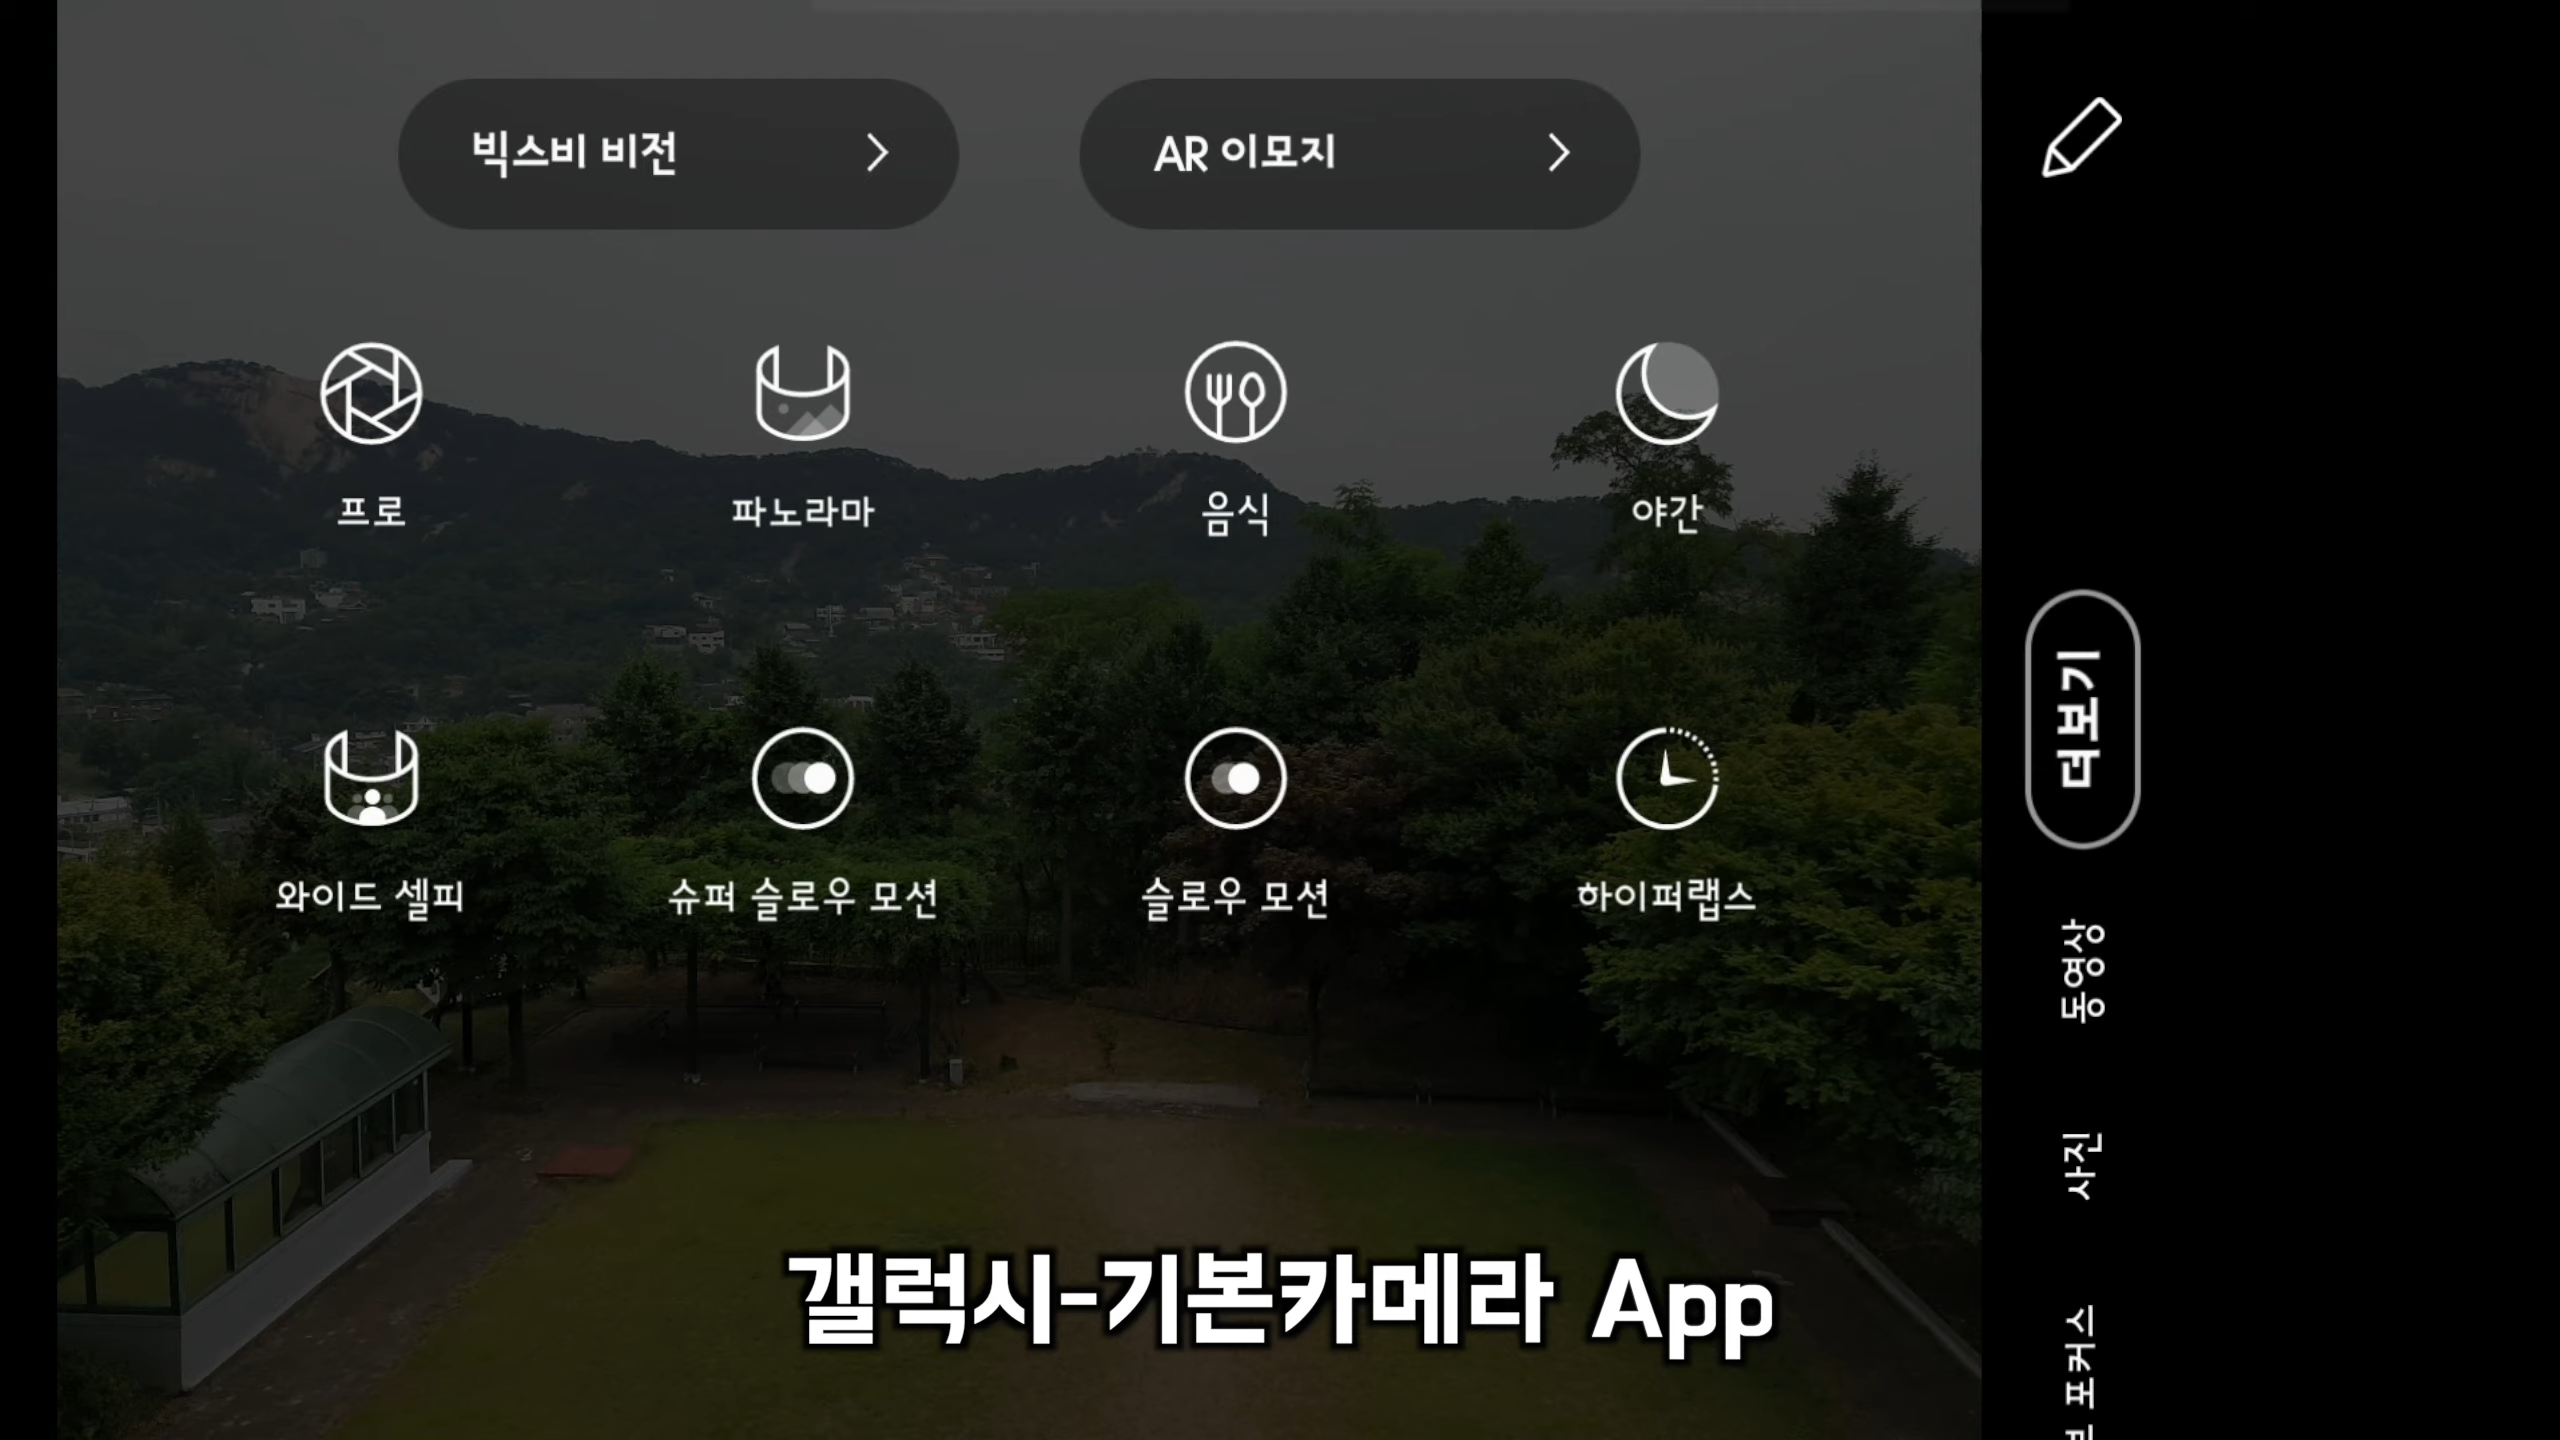 빅스비 비전
AR 이모지
프로
파노라마
음식
야간
와이드 셀피
슈퍼 슬로우 모션
슬로우 모션
하이퍼랩스
더보기
동영상
사진
포커스
갤럭시-기본카메라 App